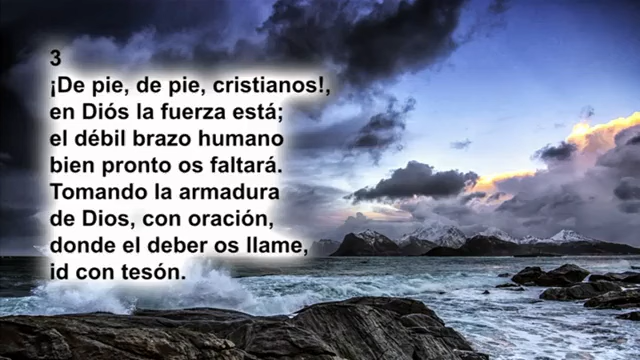 3
¡De pie, de pie, cristianos!,
en Diós la fuerza está;
el débil brazo humano
bien pronto os faltará.
Tomando la armadura
de Dios, con oración,
donde el deber os llame,
id con tesón.